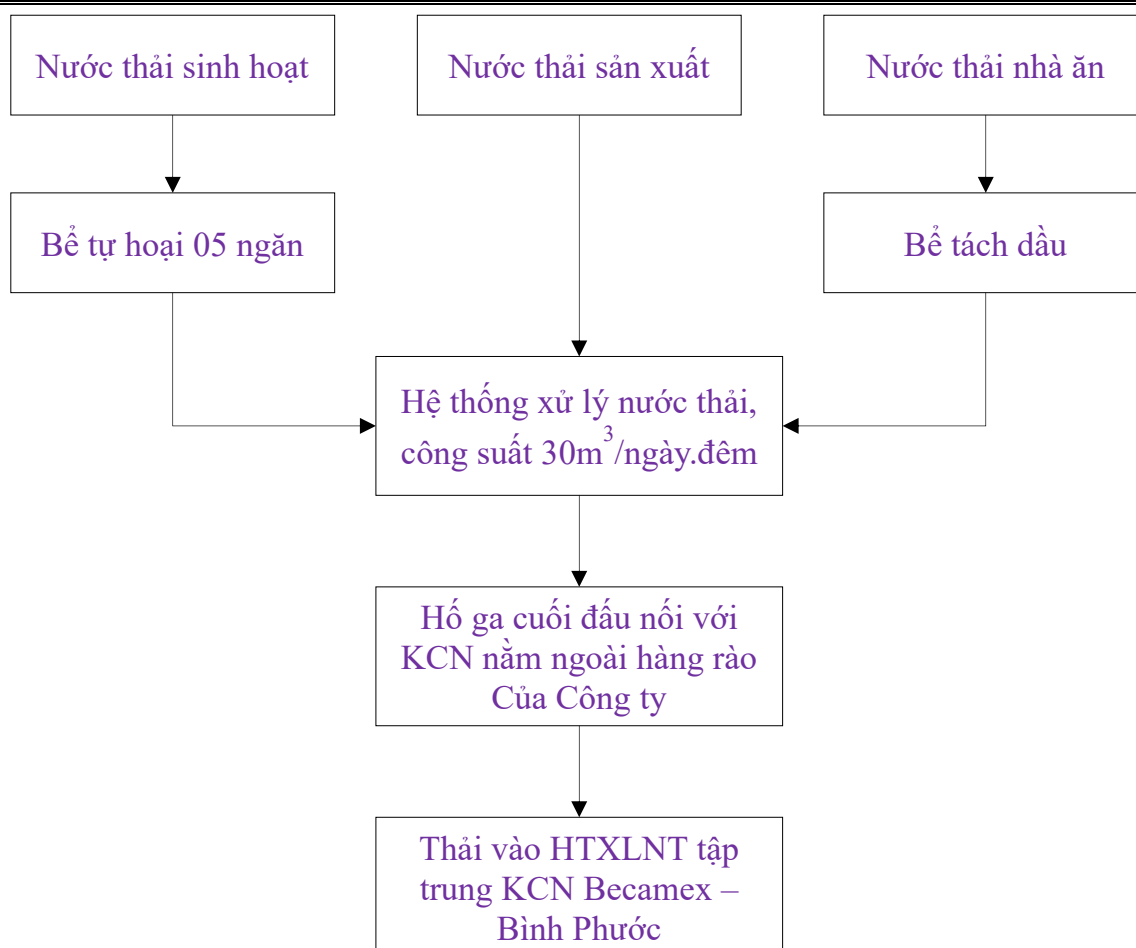 Nước thải sinh hoạt
Nước thải sản xuất
Nước thải nhà ăn
Bể tự hoại 05 ngăn
Bể tách dầu
Hệ thống xử lý nước thải,
công suất 30m³/ngày.đêm
Hố ga cuối đấu nối với
KCN nằm ngoài hàng rào
Của Công ty
Thải vào HTXLNT tập
trung KCN Becamex –
Bình Phước